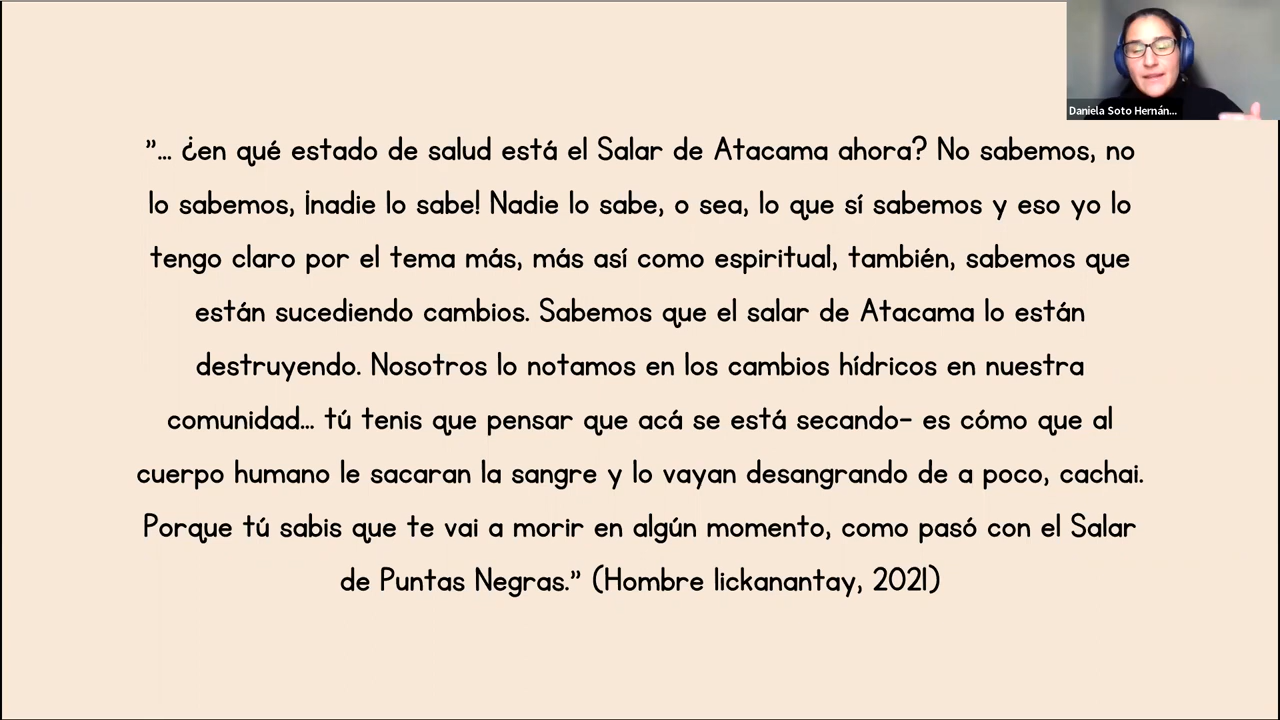 Daniela Soto Hernán...
”... ¿en qué estado de salud está el Salar de Atacama ahora? No sabemos, no
lo sabemos, ¡nadie lo sabe! Nadie lo sabe, o sea, lo que sí sabemos y eso yo lo
tengo claro por el tema más, más así como espiritual, también, sabemos que
están sucediendo cambios. Sabemos que el salar de Atacama lo están
destruyendo. Nosotros lo notamos en los cambios hídricos en nuestra
comunidad... tú tenis que pensar que acá se está secando- es cómo que al
cuerpo humano le sacaran la sangre y lo vayan desangrando de a poco, cachai.
Porque tú sabis que te vai a morir en algún momento, como pasó con el Salar
de Puntas Negras.” (Hombre lickanantay, 2021)